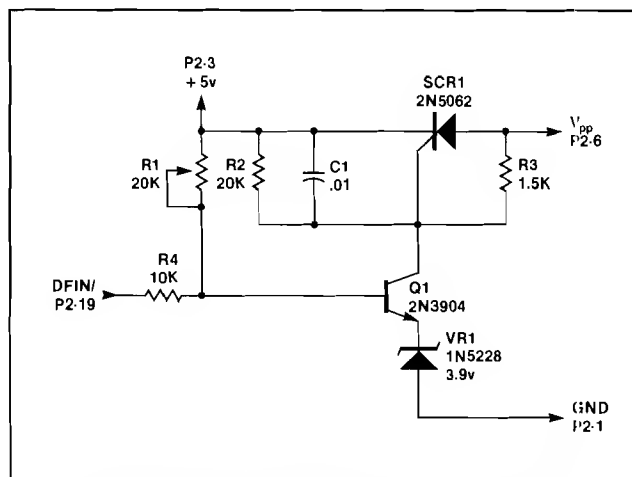 P2-3
+5v
SCR1
2N5062
Vpp
P2-6
R1
20K
R2
20K
C1
.01
R3
1.5K
R4
10K
DFIN/
P2-19
Q1
2N3904
VR1
1N5228
3.9v
GND
P2-1